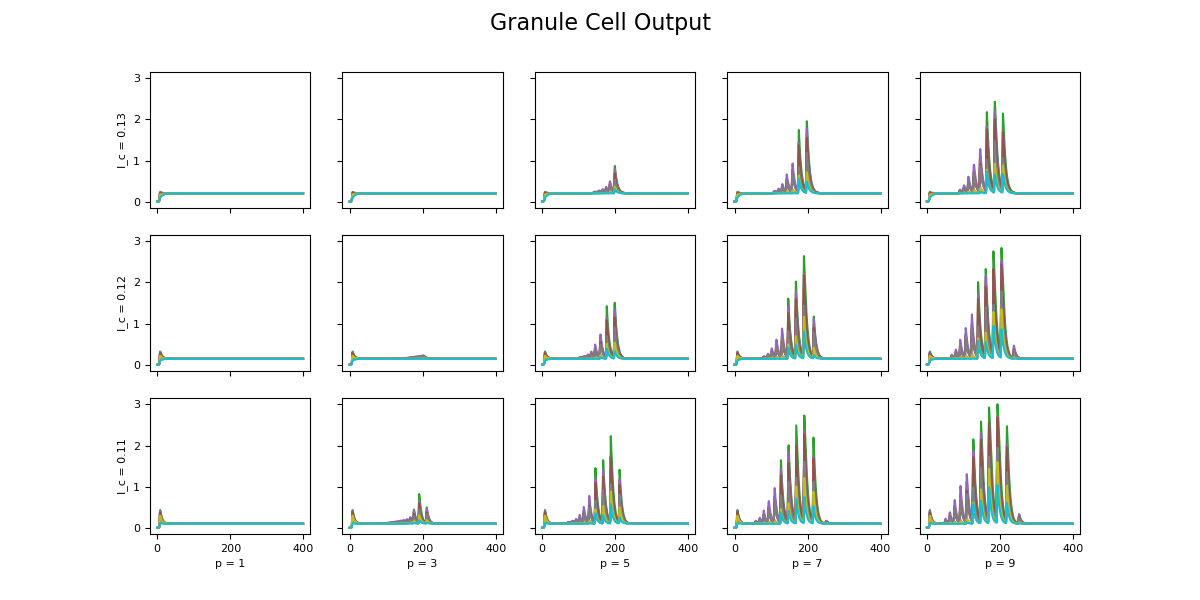 Granule Cell Output
3
2
1
0
I_c = 0.13
3
2
1
0
I_c = 0.12
3
2
1
0
I_c = 0.11
0 200 400
0 200 400
0 200 400
0 200 400
0 200 400
p = 1
p = 3
p = 5
p = 7
p = 9